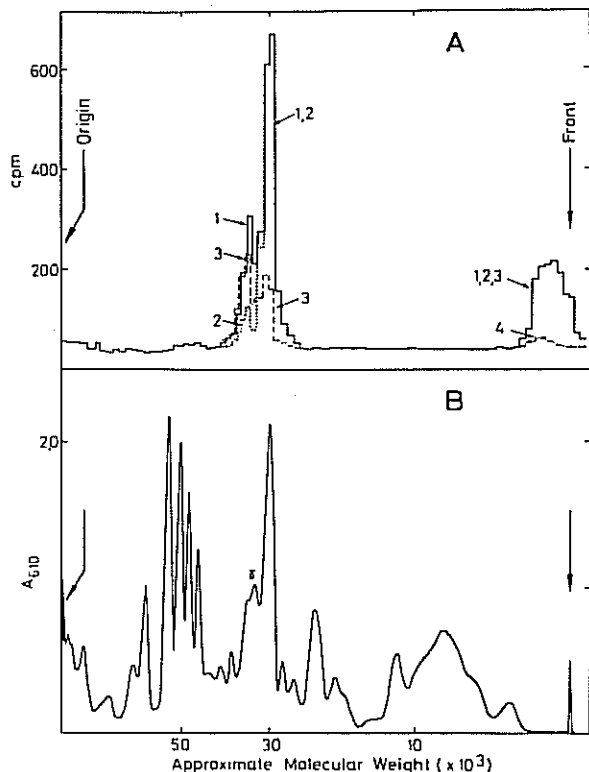 A
600
400
200
cpm
Origin
Front
1
3
2
1,2
3
1,2,3
4
B
2,0
A610
δ
50
30
10
Approximate Molecular Weight (x 10³)